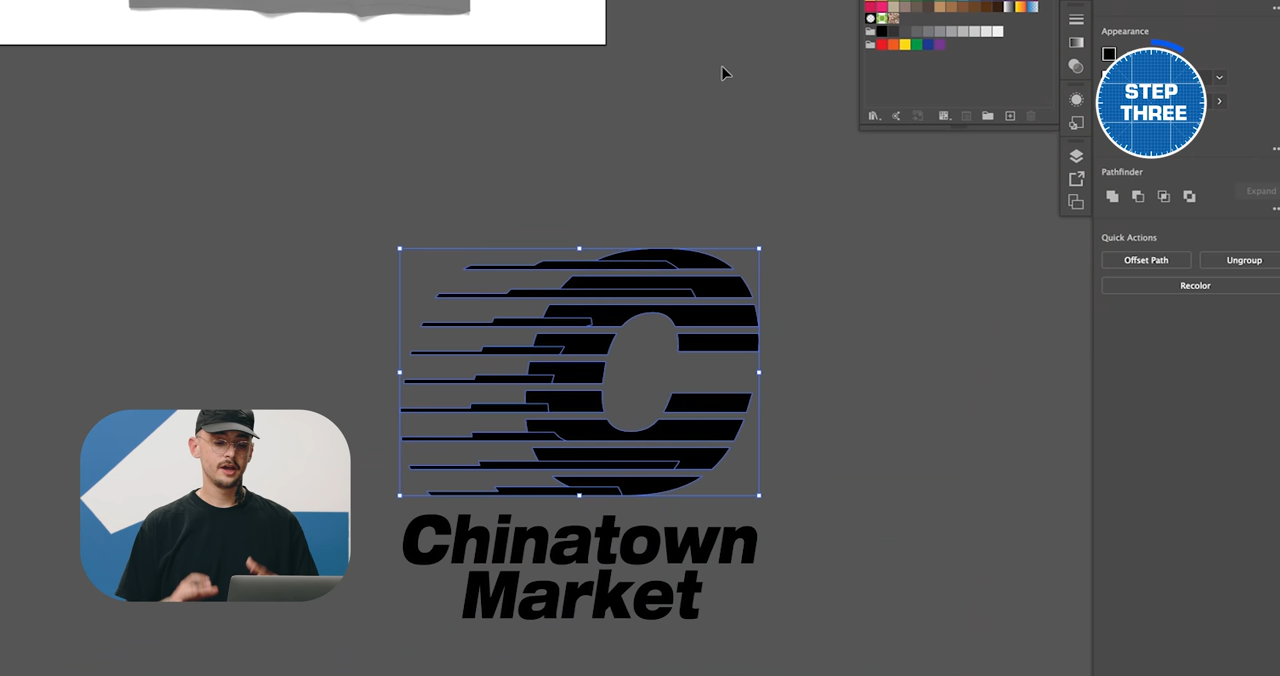 Appearance
STEP
THREE
Pathfinder
Expand
Quick Actions
Offset Path
Ungroup
Recolor
C
Chinatown
Market